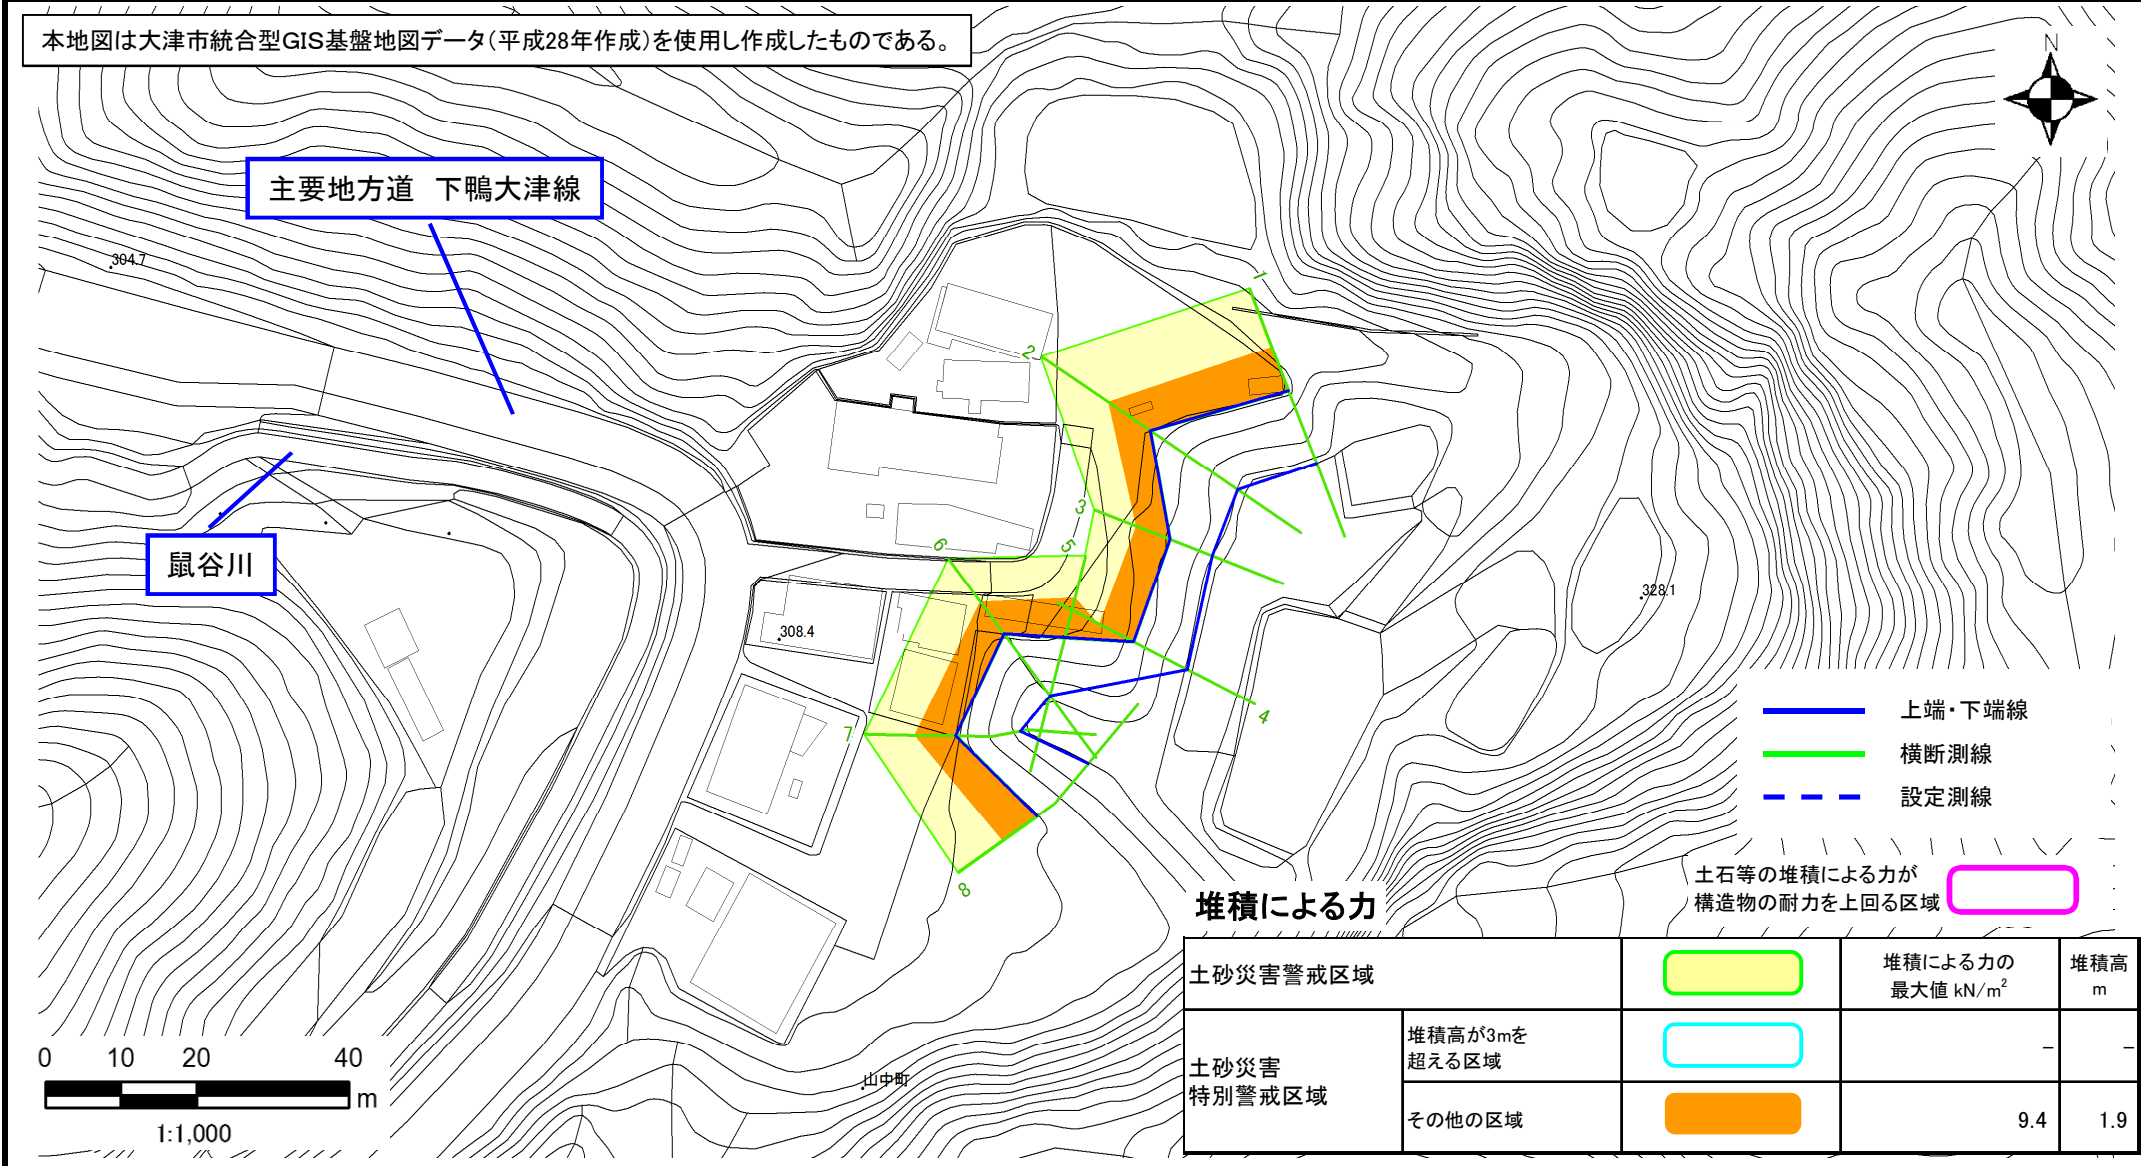 本地図は大津市統合型GIS基盤地図データ(平成28年作成)を使用し作成したものである。
N
主要地方道　下鴨大津線
304.7
1
2
3
5
6
鼠谷川
328.1
308.4
4
7
8
上端・下端線
横断測線
設定測線
土石等の堆積による力が
構造物の耐力を上回る区域
堆積による力
土砂災害警戒区域
堆積による力の
最大値 kN/m²
堆積高
m
土砂災害
特別警戒区域
堆積高が3mを
超える区域
－
－
その他の区域
9.4
1.9
山中町
0 10 20 40
m
1:1,000